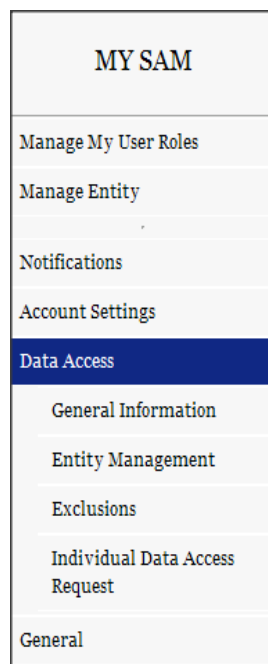 MY SAM
Manage My User Roles
Manage Entity
Notifications
Account Settings
Data Access
General Information
Entity Management
Exclusions
Individual Data Access
Request
General